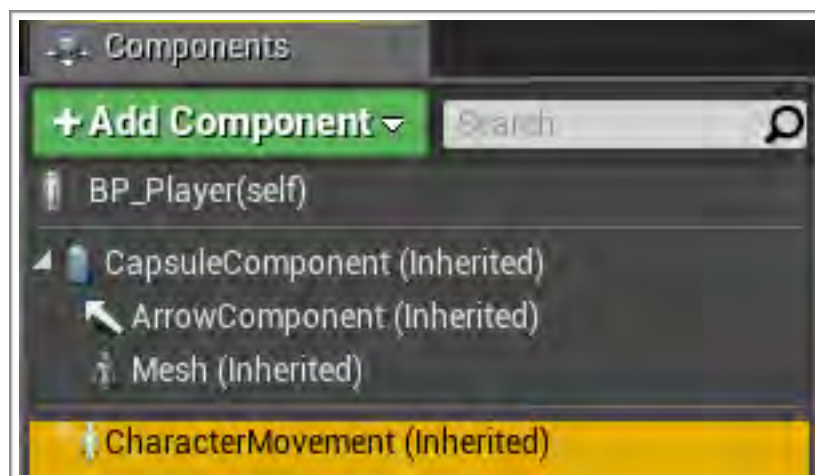 Components
+ Add Component
Search
BP_Player(self)
CapsuleComponent (Inherited)
ArrowComponent (Inherited)
Mesh (Inherited)
CharacterMovement (Inherited)